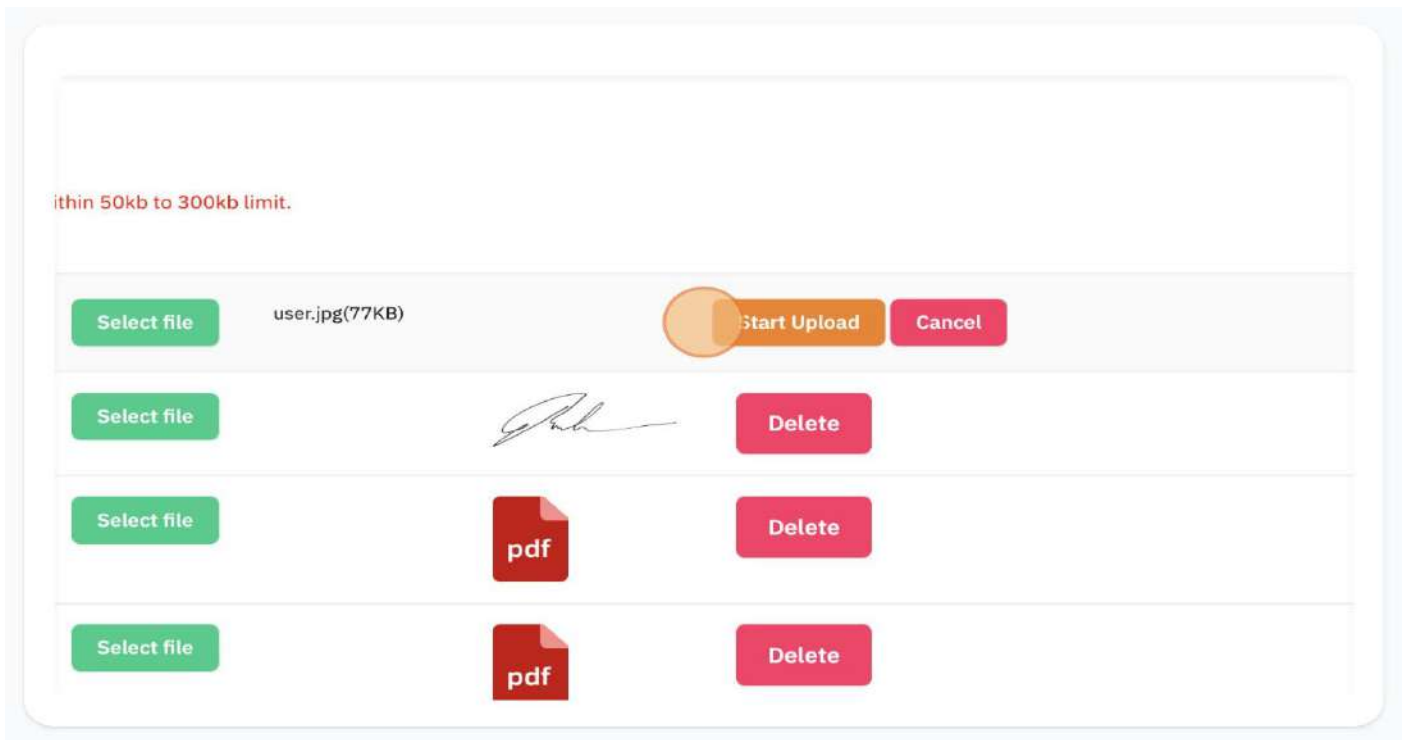 ithin 50kb to 300kb limit.
Select file user.jpg(77KB) Start Upload Cancel
Select file Delete
Select file pdf Delete
Select file pdf Delete